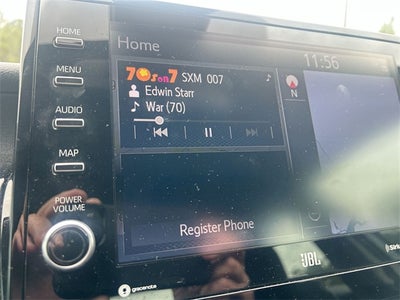 HOME
MENU
AUDIO
MAP
POWER
VOLUME
Home
11:56
70s on 7 SXM 007
Edwin Starr
War (70)
N
Register Phone
gracenote
JBL